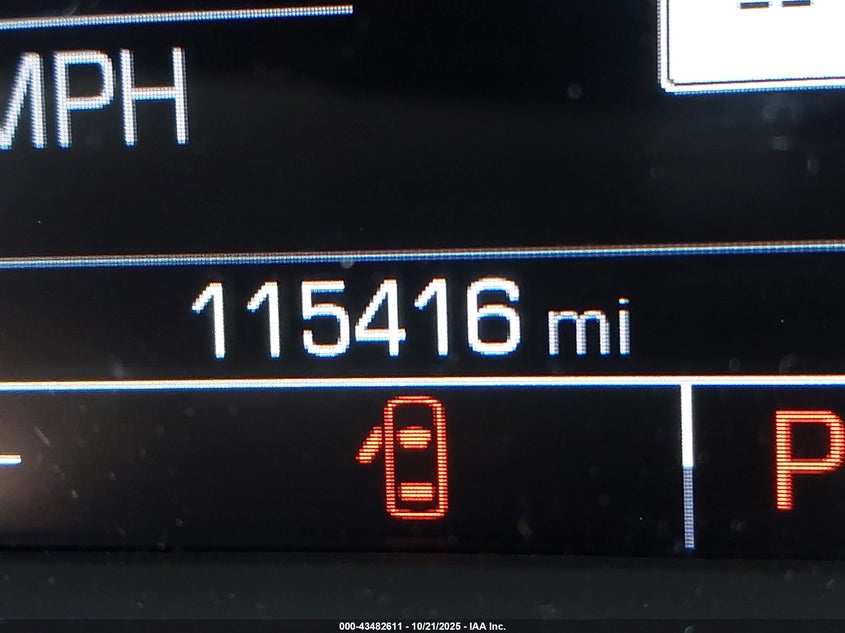 MPH
115416 mi
P
000-43482611 - 10/21/2025 - IAA Inc.